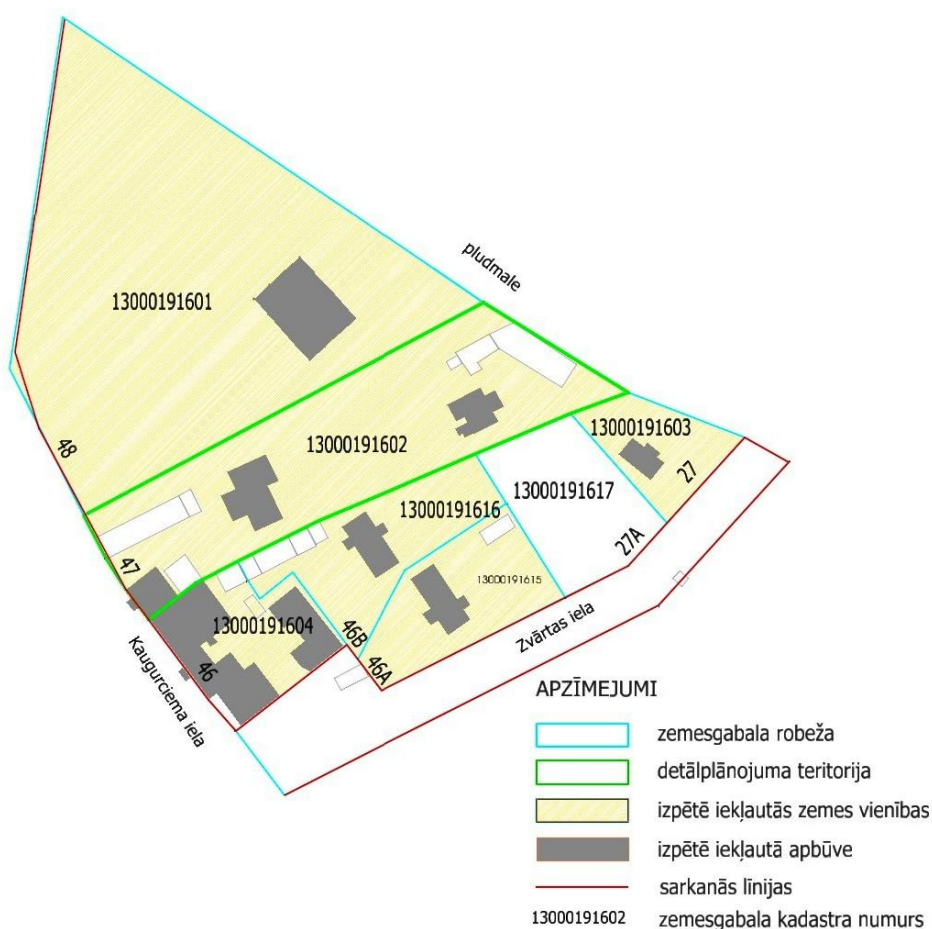 pludmale
13000191601
13000191603
48
13000191602
27
13000191617
13000191616
27A
47
13000191615
13000191604
46B
Zvārtas iela
46
46A
Kaugurciema iela
APZĪMEJUMI
zemesgabala robeža
detālplānojuma teritorija
izpētē iekļautās zemes vienības
izpētē iekļautā apbūve
sarkanās līnijas
13000191602 zemesgabala kadastra numurs